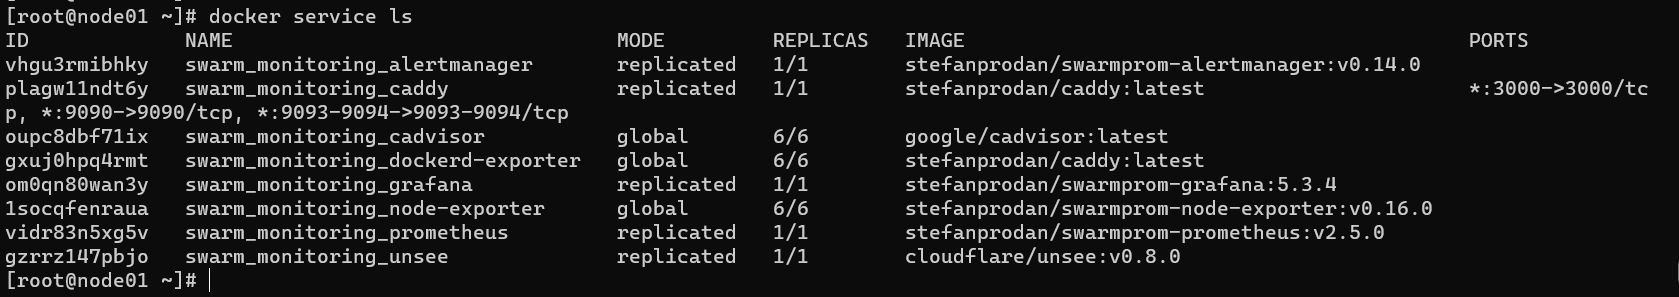 [root@node01 ~]# docker service ls
ID             NAME                                MODE         REPLICAS   IMAGE                                          PORTS
vhgu3rmibhky   swarm_monitoring_alertmanager       replicated   1/1        stefanprodan/swarmprom-alertmanager:v0.14.0
plagw11ndt6y   swarm_monitoring_caddy              replicated   1/1        stefanprodan/caddy:latest                      *:3000->3000/tc
p, *:9090->9090/tcp, *:9093-9094->9093-9094/tcp
oupc8dbf71ix   swarm_monitoring_cadvisor           global       6/6        google/cadvisor:latest
gxuj0hpq4rmt   swarm_monitoring_dockerd-exporter   global       6/6        stefanprodan/caddy:latest
om0qn80wan3y   swarm_monitoring_grafana            replicated   1/1        stefanprodan/swarmprom-grafana:5.3.4
1socqfenraua   swarm_monitoring_node-exporter      global       6/6        stefanprodan/swarmprom-node-exporter:v0.16.0
vidr83n5xg5v   swarm_monitoring_prometheus         replicated   1/1        stefanprodan/swarmprom-prometheus:v2.5.0
gzrrz147pbjo   swarm_monitoring_unsee              replicated   1/1        cloudflare/unsee:v0.8.0
[root@node01 ~]#